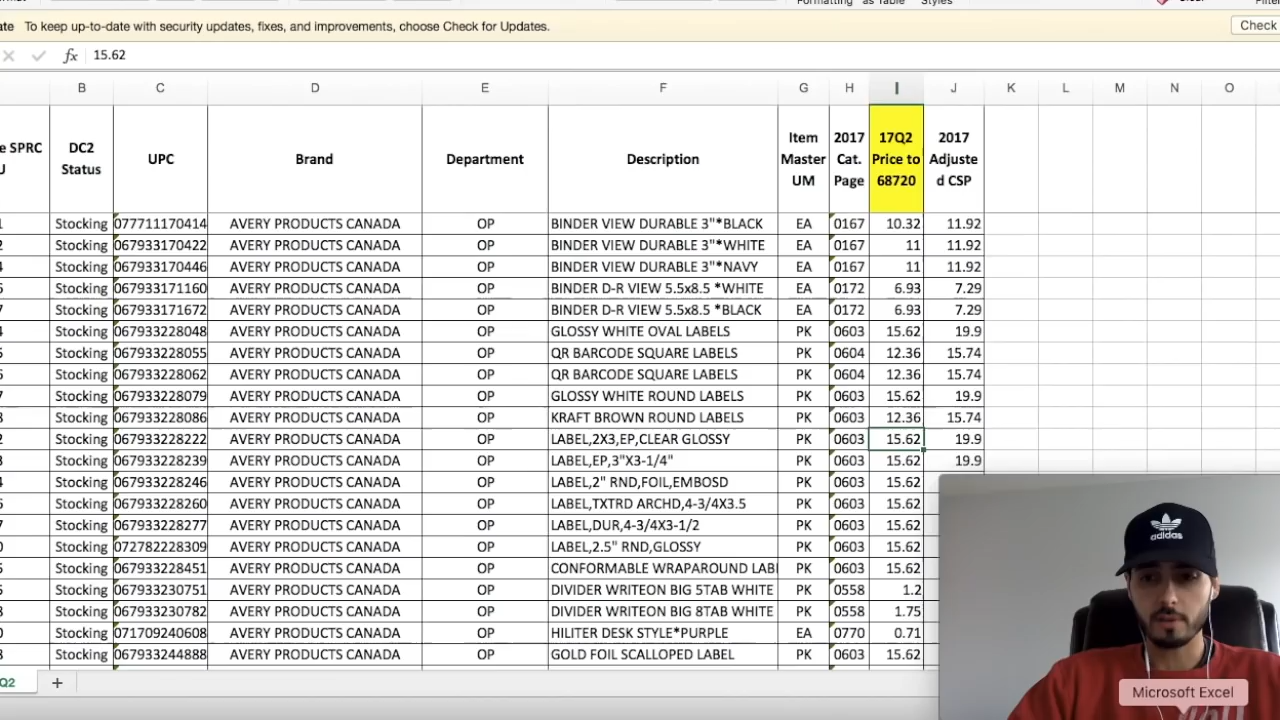 Formatting as Table Styles
To keep up-to-date with security updates, fixes, and improvements, choose Check for Updates. Check
fx 15.62
B C D E F G H I J K L M N O
e SPRC DC2 Status UPC Brand Department Description Item Master UM 2017 Cat. Page 17Q2 Price to 68720 2017 Adjuste d CSP
1 Stocking 077711170414 AVERY PRODUCTS CANADA OP BINDER VIEW DURABLE 3"*BLACK EA 0167 10.32 11.92
2 Stocking 067933170422 AVERY PRODUCTS CANADA OP BINDER VIEW DURABLE 3"*WHITE EA 0167 11 11.92
4 Stocking 067933170446 AVERY PRODUCTS CANADA OP BINDER VIEW DURABLE 3"*NAVY EA 0167 11 11.92
Stocking 067933171160 AVERY PRODUCTS CANADA OP BINDER D-R VIEW 5.5x8.5 *WHITE EA 0172 6.93 7.29
7 Stocking 067933171672 AVERY PRODUCTS CANADA OP BINDER D-R VIEW 5.5x8.5 *BLACK EA 0172 6.93 7.29
4 Stocking 067933228048 AVERY PRODUCTS CANADA OP GLOSSY WHITE OVAL LABELS PK 0603 15.62 19.9
5 Stocking 067933228055 AVERY PRODUCTS CANADA OP QR BARCODE SQUARE LABELS PK 0604 12.36 15.74
Stocking 067933228062 AVERY PRODUCTS CANADA OP QR BARCODE SQUARE LABELS PK 0604 12.36 15.74
7 Stocking 067933228079 AVERY PRODUCTS CANADA OP GLOSSY WHITE ROUND LABELS PK 0603 15.62 19.9
Stocking 067933228086 AVERY PRODUCTS CANADA OP KRAFT BROWN ROUND LABELS PK 0603 12.36 15.74
2 Stocking 067933228222 AVERY PRODUCTS CANADA OP LABEL,2X3,EP,CLEAR GLOSSY PK 0603 15.62 19.9
Stocking 067933228239 AVERY PRODUCTS CANADA OP LABEL,EP,3"X3-1/4" PK 0603 15.62 19.9
4 Stocking 067933228246 AVERY PRODUCTS CANADA OP LABEL,2" RND,FOIL,EMBOSD PK 0603 15.62
Stocking 067933228260 AVERY PRODUCTS CANADA OP LABEL,TXTRD ARCHD,4-3/4X3.5 PK 0603 15.62
7 Stocking 067933228277 AVERY PRODUCTS CANADA OP LABEL,DUR,4-3/4X3-1/2 PK 0603 15.62
Stocking 072782228309 AVERY PRODUCTS CANADA OP LABEL,2.5" RND,GLOSSY PK 0603 15.62
Stocking 067933228451 AVERY PRODUCTS CANADA OP CONFORMABLE WRAPAROUND LABI PK 0603 15.62
Stocking 067933230751 AVERY PRODUCTS CANADA OP DIVIDER WRITEON BIG 5TAB WHITE PK 0558 1.2
Stocking 067933230782 AVERY PRODUCTS CANADA OP DIVIDER WRITEON BIG 8TAB WHITE PK 0558 1.75
Stocking 071709240608 AVERY PRODUCTS CANADA OP HILITER DESK STYLE*PURPLE EA 0770 0.71
Stocking 067933244888 AVERY PRODUCTS CANADA OP GOLD FOIL SCALLOPED LABEL PK 0603 15.62
adidas
Q2 +
Microsoft Excel